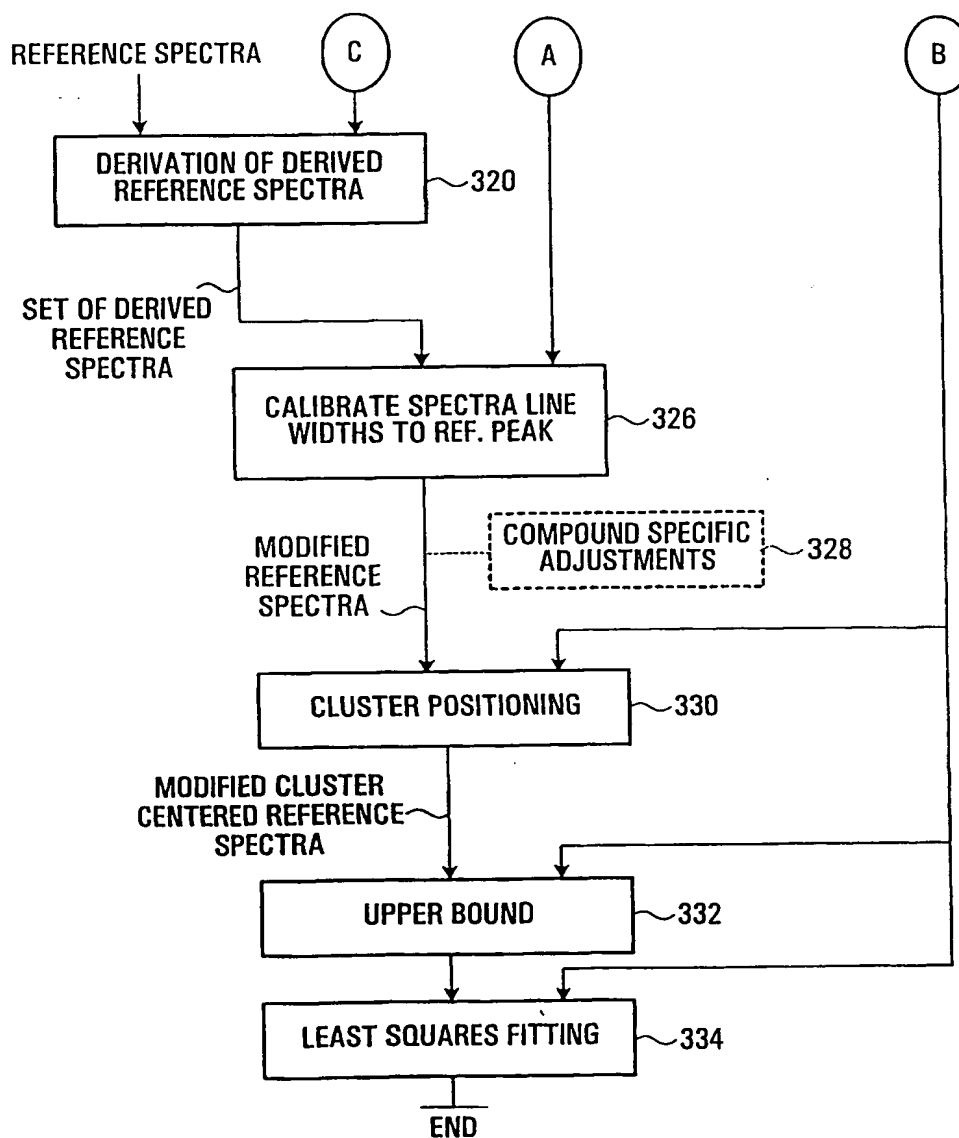 REFERENCE SPECTRA
C
A
B
DERIVATION OF DERIVED
REFERENCE SPECTRA
320
SET OF DERIVED
REFERENCE
SPECTRA
CALIBRATE SPECTRA LINE
WIDTHS TO REF. PEAK
326
COMPOUND SPECIFIC
ADJUSTMENTS
328
MODIFIED
REFERENCE
SPECTRA
CLUSTER POSITIONING
330
MODIFIED CLUSTER
CENTERED REFERENCE
SPECTRA
UPPER BOUND
332
LEAST SQUARES FITTING
334
END